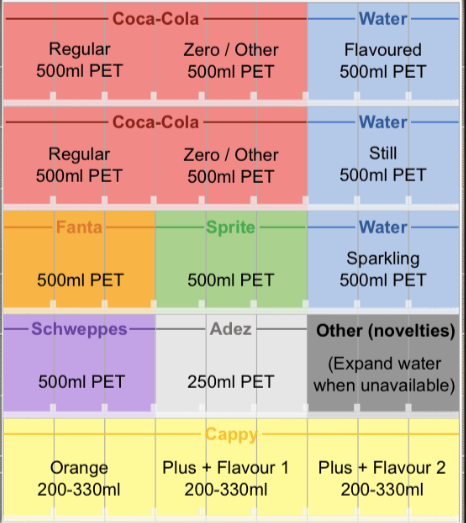 Coca-Cola
Water
Regular
500ml PET
Zero / Other
500ml PET
Flavoured
500ml PET
Coca-Cola
Water
Regular
500ml PET
Zero / Other
500ml PET
Still
500ml PET
Fanta
Sprite
Water
500ml PET
500ml PET
Sparkling
500ml PET
Schweppes
Adez
Other (novelties)
500ml PET
250ml PET
(Expand water
when unavailable)
Cappy
Orange
200-330ml
Plus + Flavour 1
200-330ml
Plus + Flavour 2
200-330ml